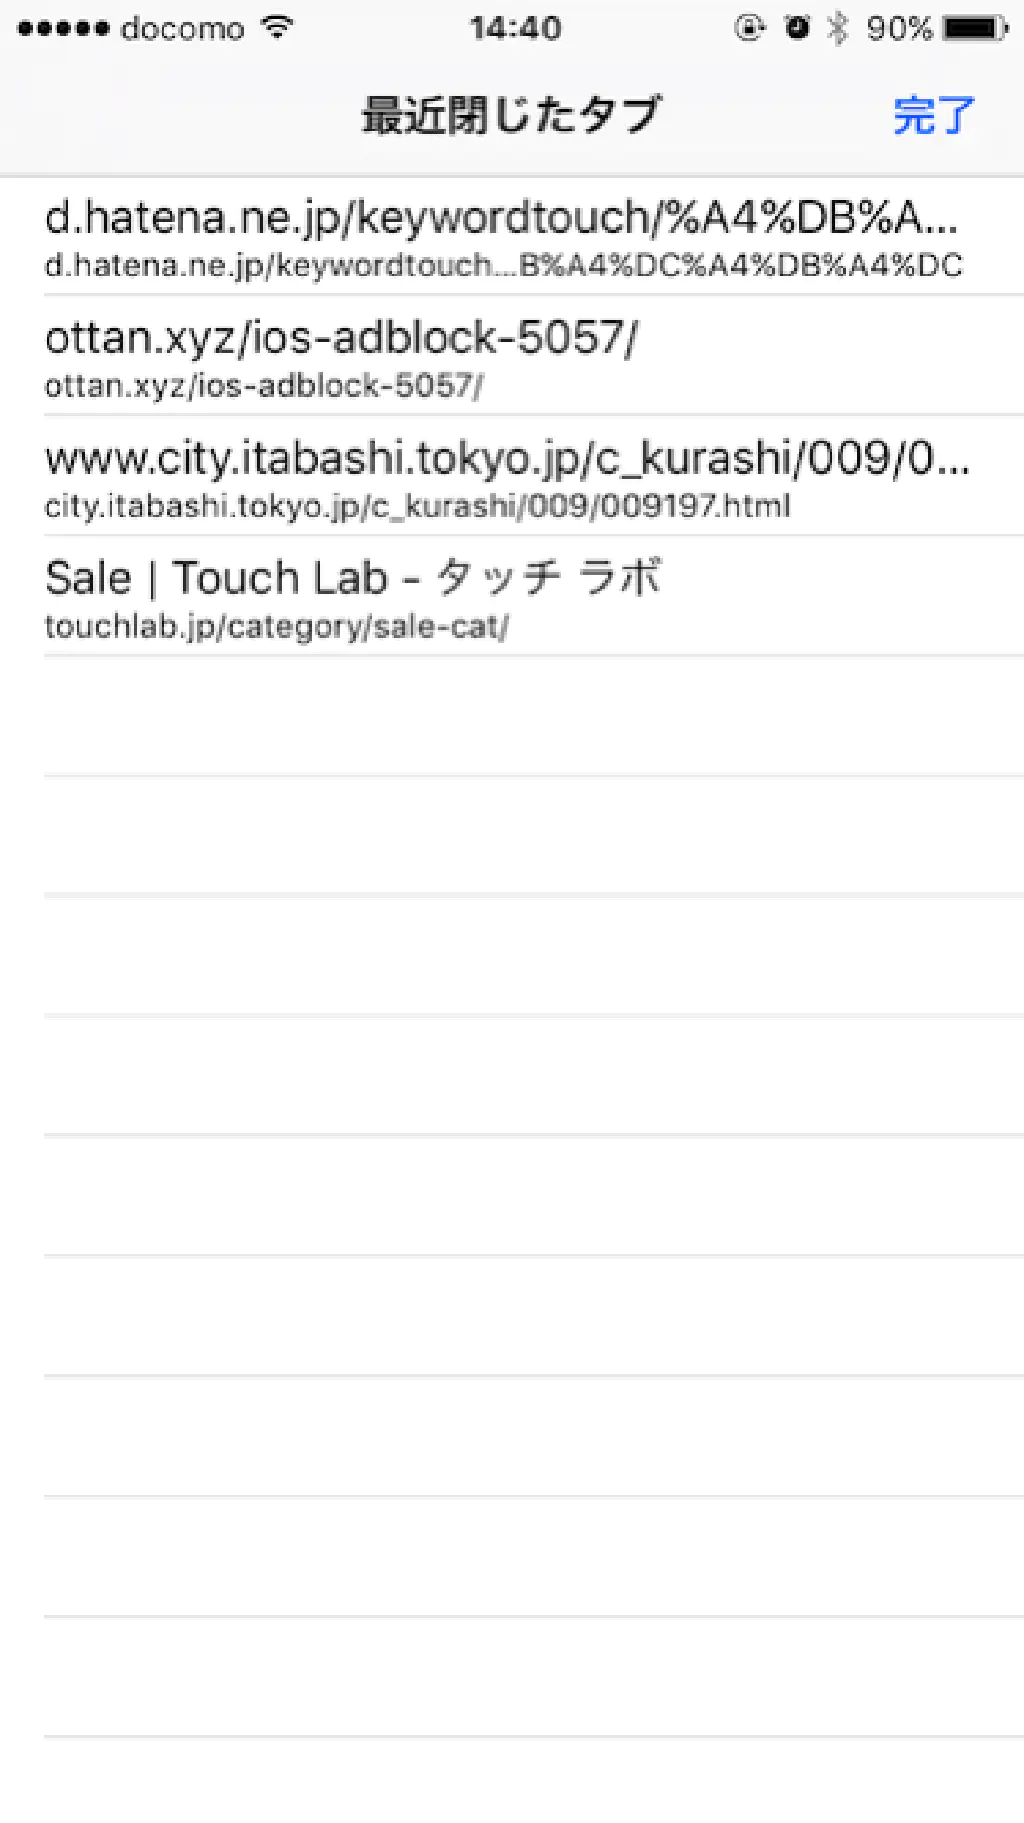 docomo 14:40 90%
最近閉じたタブ 完了
d.hatena.ne.jp/keywordtouch/%A4%DB%A...
d.hatena.ne.jp/keywordtouch...B%A4%DC%A4%DB%A4%DC
ottan.xyz/ios-adblock-5057/
ottan.xyz/ios-adblock-5057/
www.city.itabashi.tokyo.jp/c_kurashi/009/0...
city.itabashi.tokyo.jp/c_kurashi/009/009197.html
Sale | Touch Lab - タッチ ラボ
touchlab.jp/category/sale-cat/